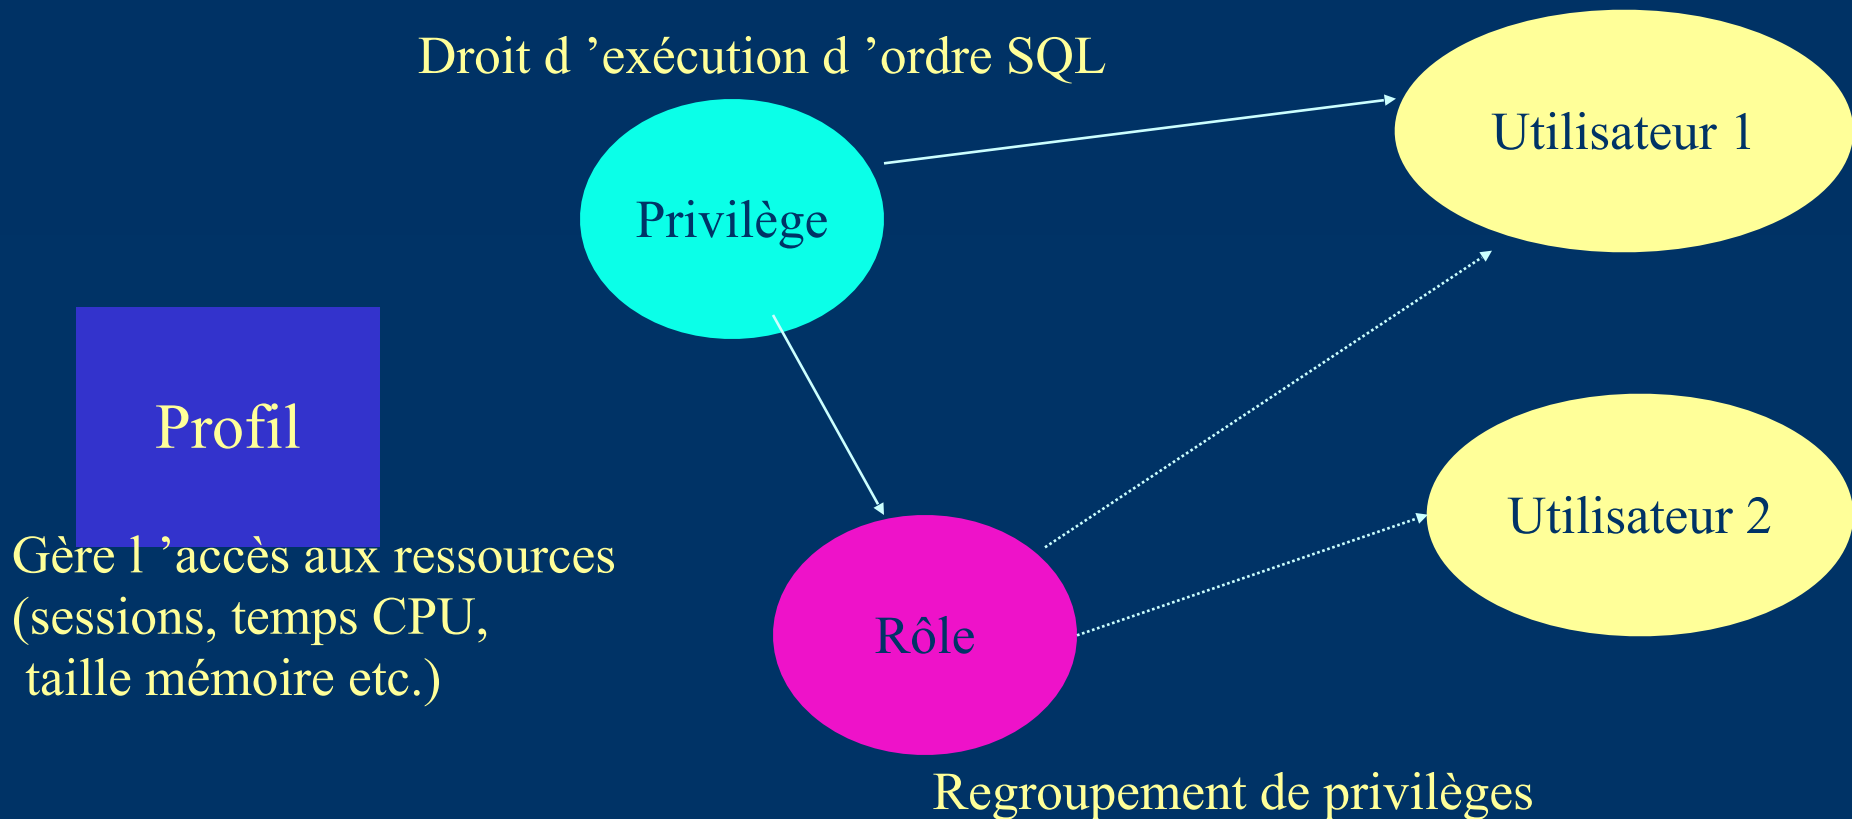 Droit d ’exécution d ’ordre SQL
Utilisateur 1
Privilège
Profil
Utilisateur 2
Gère l ’accès aux ressources
(sessions, temps CPU,
taille mémoire etc.)
Rôle
Regroupement de privilèges